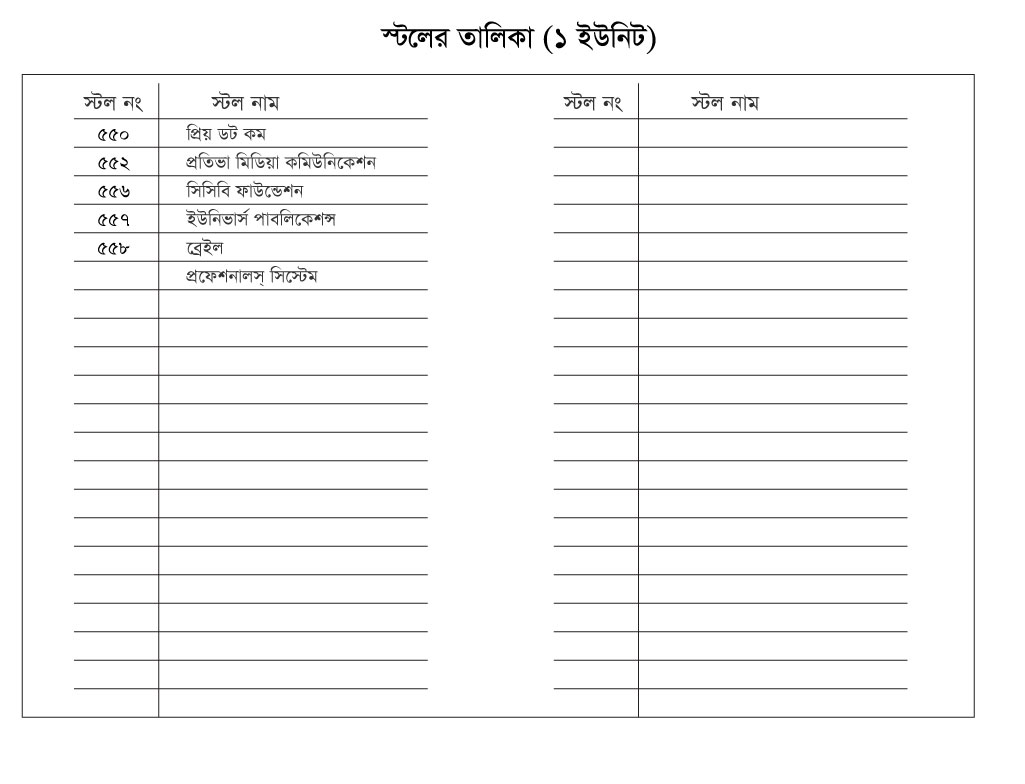 স্টলের তালিকা (১ ইউনিট)
স্টল নং স্টল নাম স্টল নং স্টল নাম
৫৫০ প্রিয় ডট কম
৫৫২ প্রতিভা মিডিয়া কমিউনিকেশন
৫৫৬ সিসিবি ফাউন্ডেশন
৫৫৭ ইউনিভার্স পাবলিকেশন্স
৫৫৮ ব্রেইল
প্রফেশনালস্ সিস্টেম